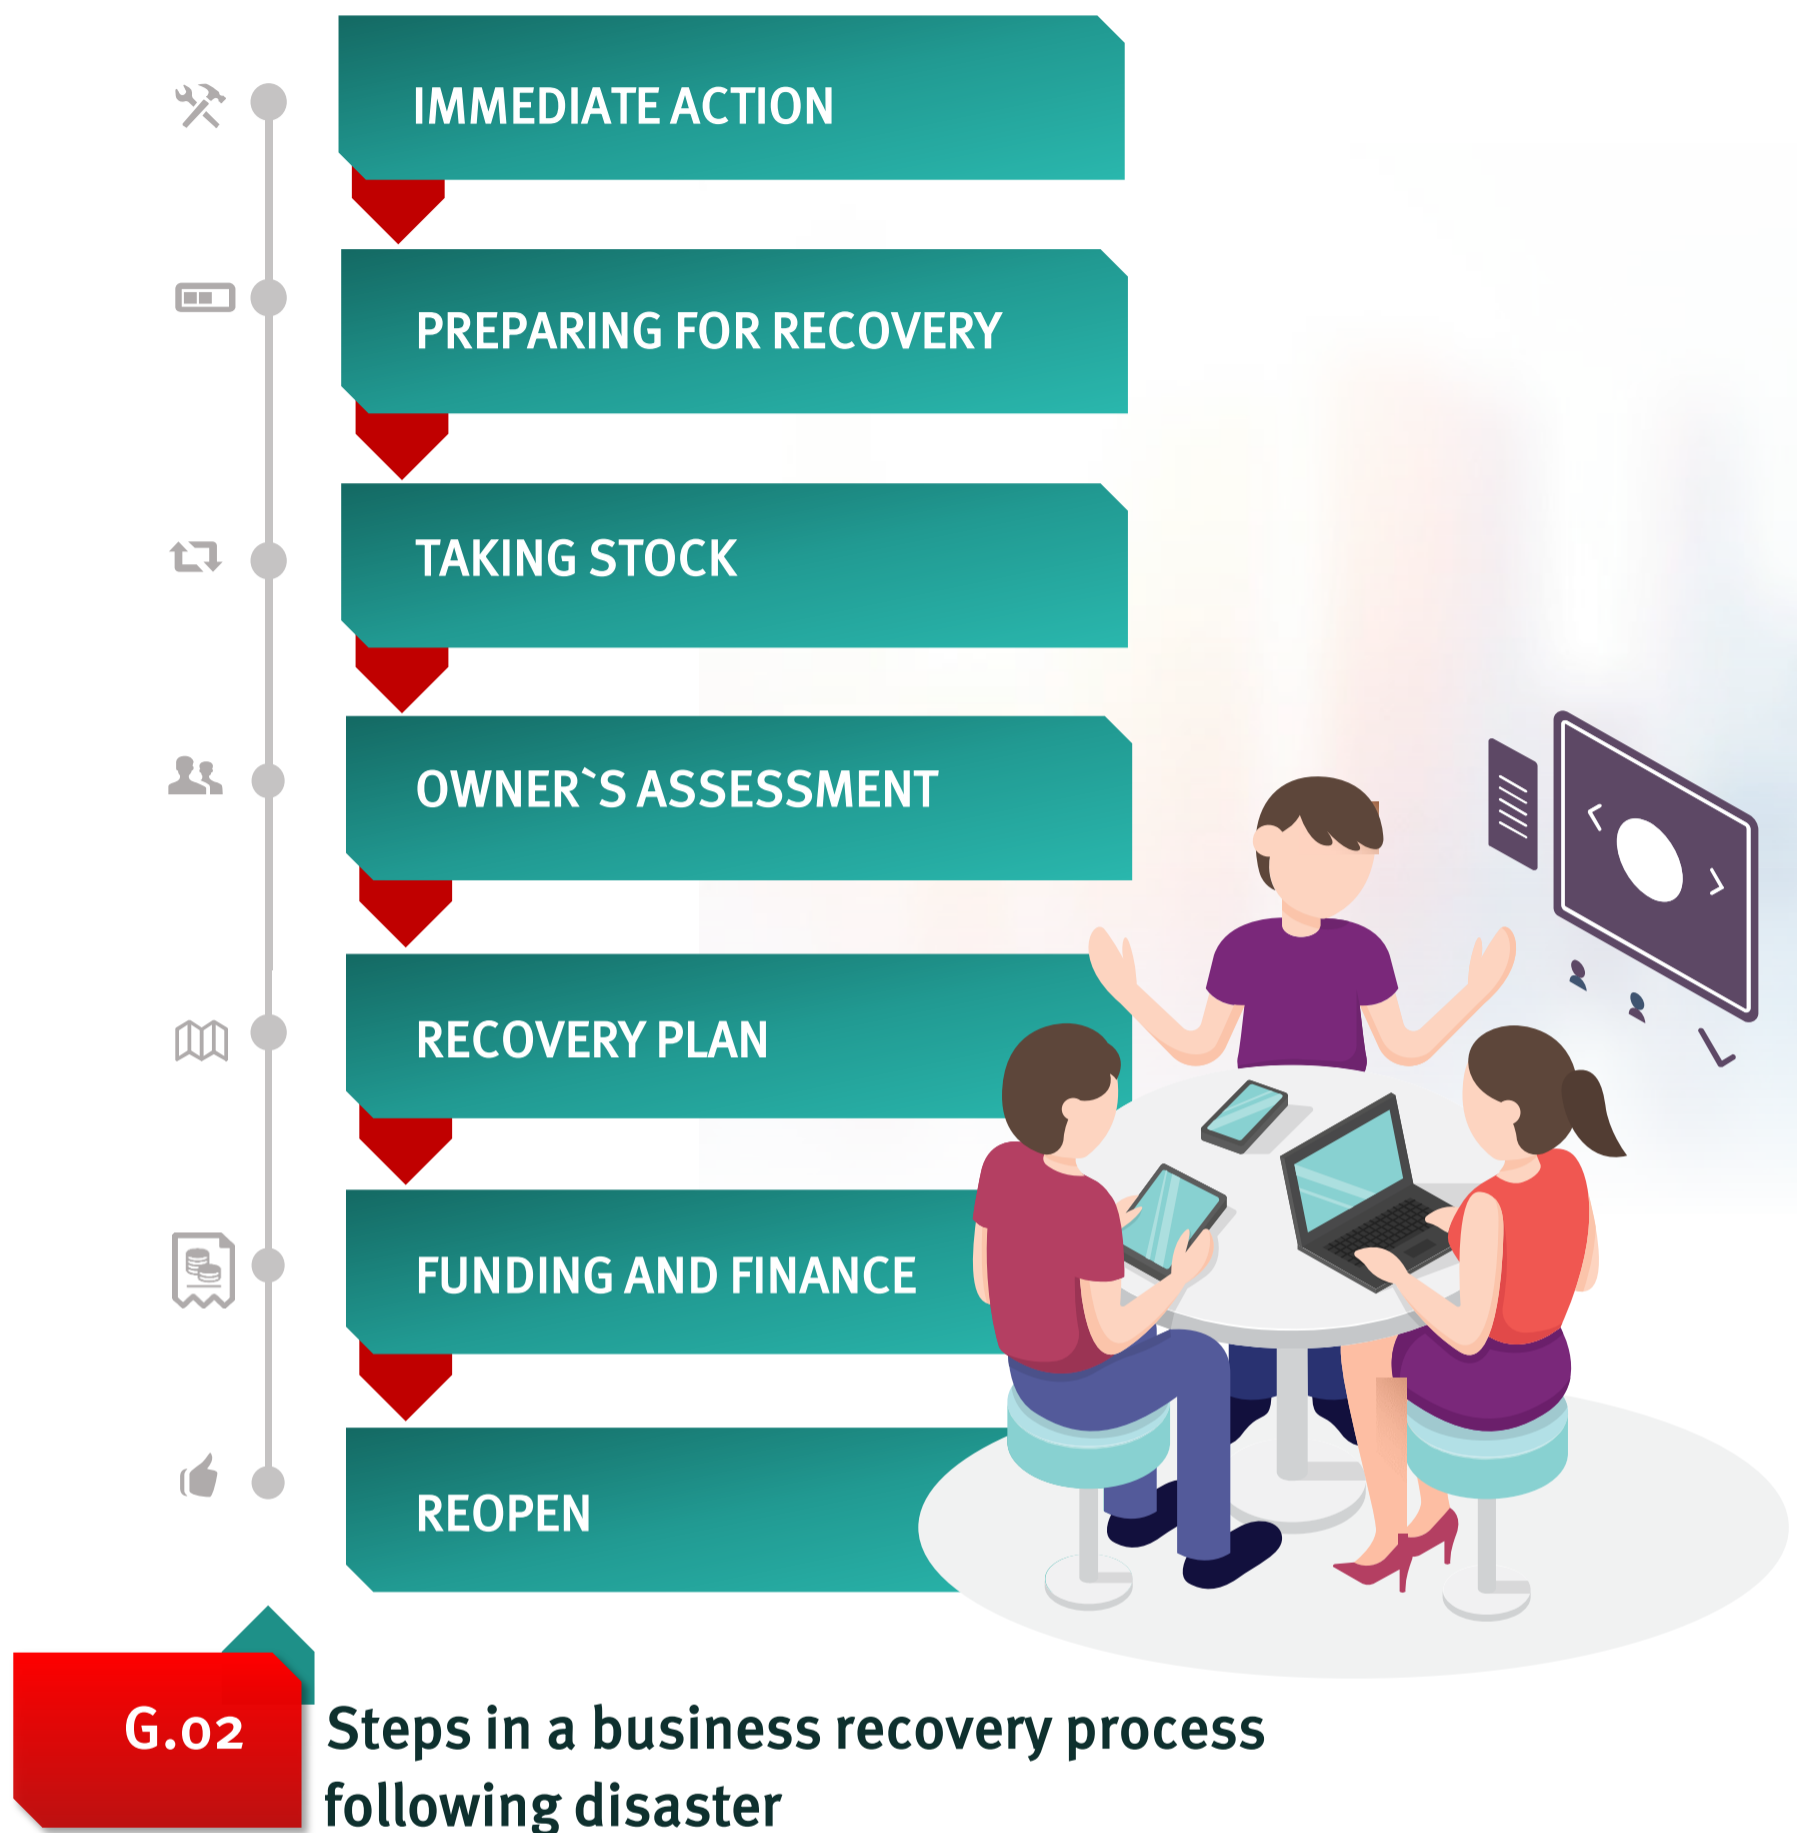 IMMEDIATE ACTION
PREPARING FOR RECOVERY
TAKING STOCK
OWNER`S ASSESSMENT
RECOVERY PLAN
FUNDING AND FINANCE
REOPEN
G.02
Steps in a business recovery process
following disaster